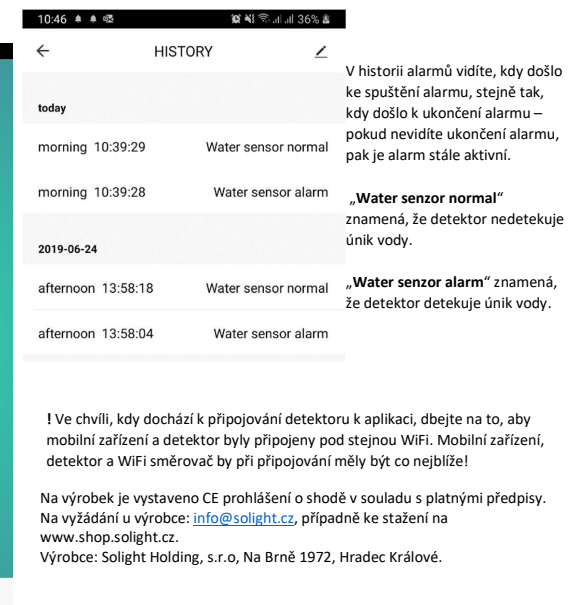 10:46 36%
HISTORY
today
morning 10:39:29 Water sensor normal
morning 10:39:28 Water sensor alarm
2019-06-24
afternoon 13:58:18 Water sensor normal
afternoon 13:58:04 Water sensor alarm
V historii alarmů vidíte, kdy došlo
ke spuštění alarmu, stejně tak,
kdy došlo k ukončení alarmu –
pokud nevidíte ukončení alarmu,
pak je alarm stále aktivní.
„Water senzor normal“
znamená, že detektor nedetekuje
únik vody.
„Water senzor alarm“ znamená,
že detektor detekuje únik vody.
! Ve chvíli, kdy dochází k připojování detektoru k aplikaci, dbejte na to, aby
mobilní zařízení a detektor byly připojeny pod stejnou WiFi. Mobilní zařízení,
detektor a WiFi směrovač by při připojování měly být co nejblíže!
Na výrobek je vystaveno CE prohlášení o shodě v souladu s platnými předpisy.
Na vyžádání u výrobce: info@solight.cz, případně ke stažení na
www.shop.solight.cz.
Výrobce: Solight Holding, s.r.o, Na Brně 1972, Hradec Králové.